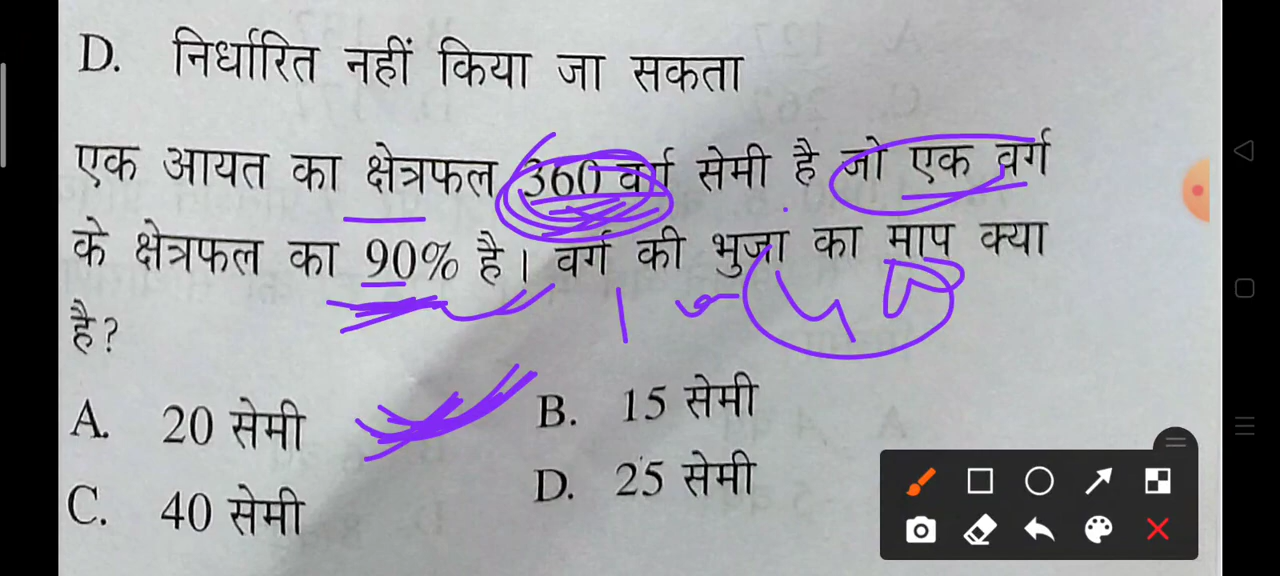 D. निर्धारित नहीं किया जा सकता
एक आयत का क्षेत्रफल 360 वर्ग सेमी है जो एक वर्ग
के क्षेत्रफल का 90% है। वर्ग की भुजा का माप क्या
है?
A. 20 सेमी
B. 15 सेमी
C. 40 सेमी
D. 25 सेमी